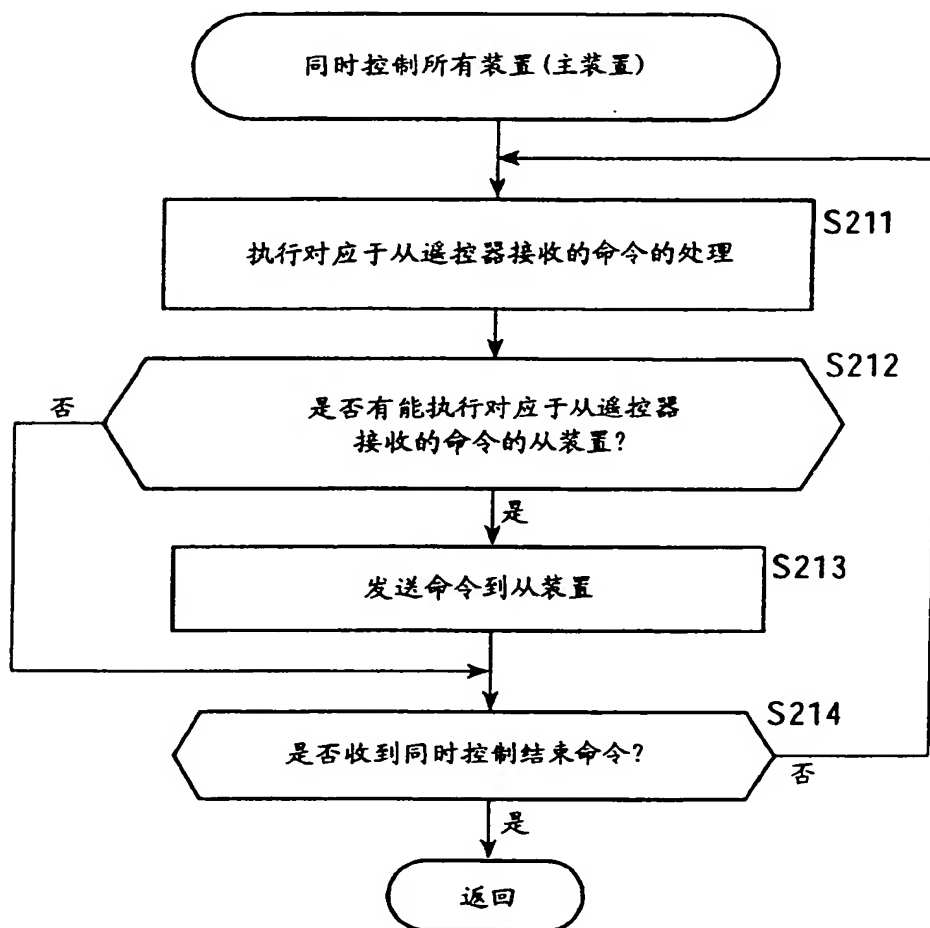 同时控制所有装置(主装置)
S211
执行对应于从遥控器接收的命令的处理
S212
否
是否有能执行对应于从遥控器
接收的命令的从装置?
是
S213
发送命令到从装置
S214
是否收到同时控制结束命令?
否
是
返回